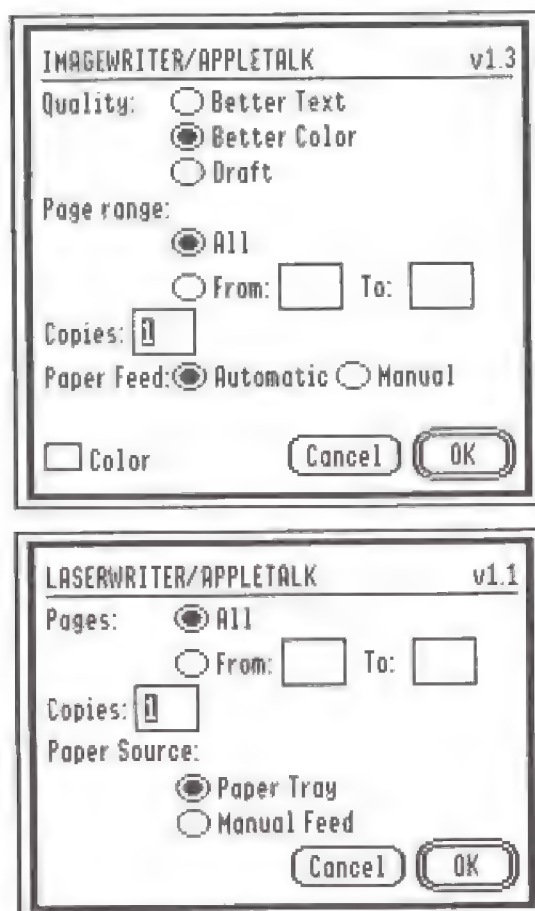 IMAGEWRITER/APPLETALK v1.3
Quality: Better Text
Better Color
Draft
Page range:
All
From: To:
Copies: 1
Paper Feed: Automatic Manual
Color Cancel OK
LASERWRITER/APPLETALK v1.1
Pages: All
From: To:
Copies: 1
Paper Source:
Paper Tray
Manual Feed
Cancel OK